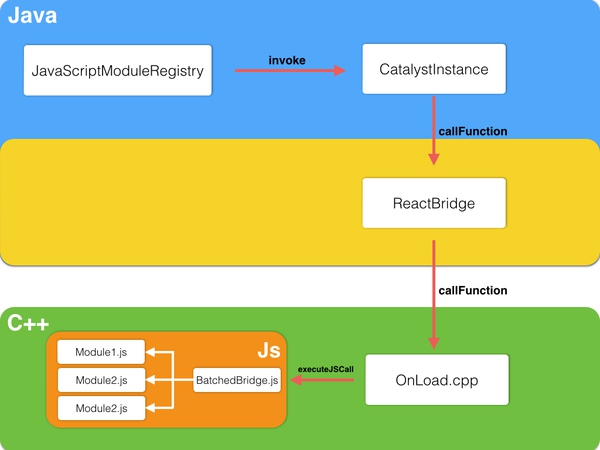 Java
JavaScriptModuleRegistry
invoke
CatalystInstance
callFunction
ReactBridge
callFunction
C++
Js
Module1.js
Module2.js
Module2.js
BatchedBridge.js
executeJSCall
OnLoad.cpp